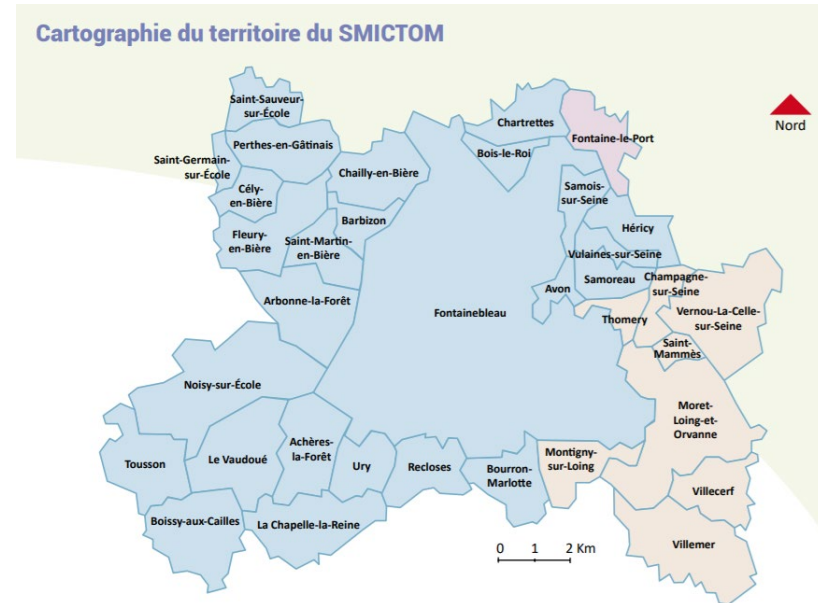 Cartographie du territoire du SMICTOM
Nord
Saint-Sauveur-
sur-École
Chartrettes
Fontaine-le-Port
Perthes-en-Gâtinais
Bois-le-Roi
Saint-Germain-
sur-École
Chailly-en-Bière
Cély-
en-Bière
Samois-
sur-Seine
Barbizon
Héricy
Fleury-
en-Bière
Saint-Martin-
en-Bière
Vulaines-sur-Seine
Samoreau
Champagne-
sur-Seine
Avon
Arbonne-la-Forêt
Fontainebleau
Thomery
Vernou-La-Celle-
sur-Seine
Saint-
Mammès
Noisy-sur-École
Moret-
Loing-et-
Orvanne
Tousson
Le Vaudoué
Achères-
la-Forêt
Ury
Recloses
Bourron-
Marlotte
Montigny-
sur-Loing
Villecerf
Boissy-aux-Cailles
La Chapelle-la-Reine
Villemer
0 1 2 Km